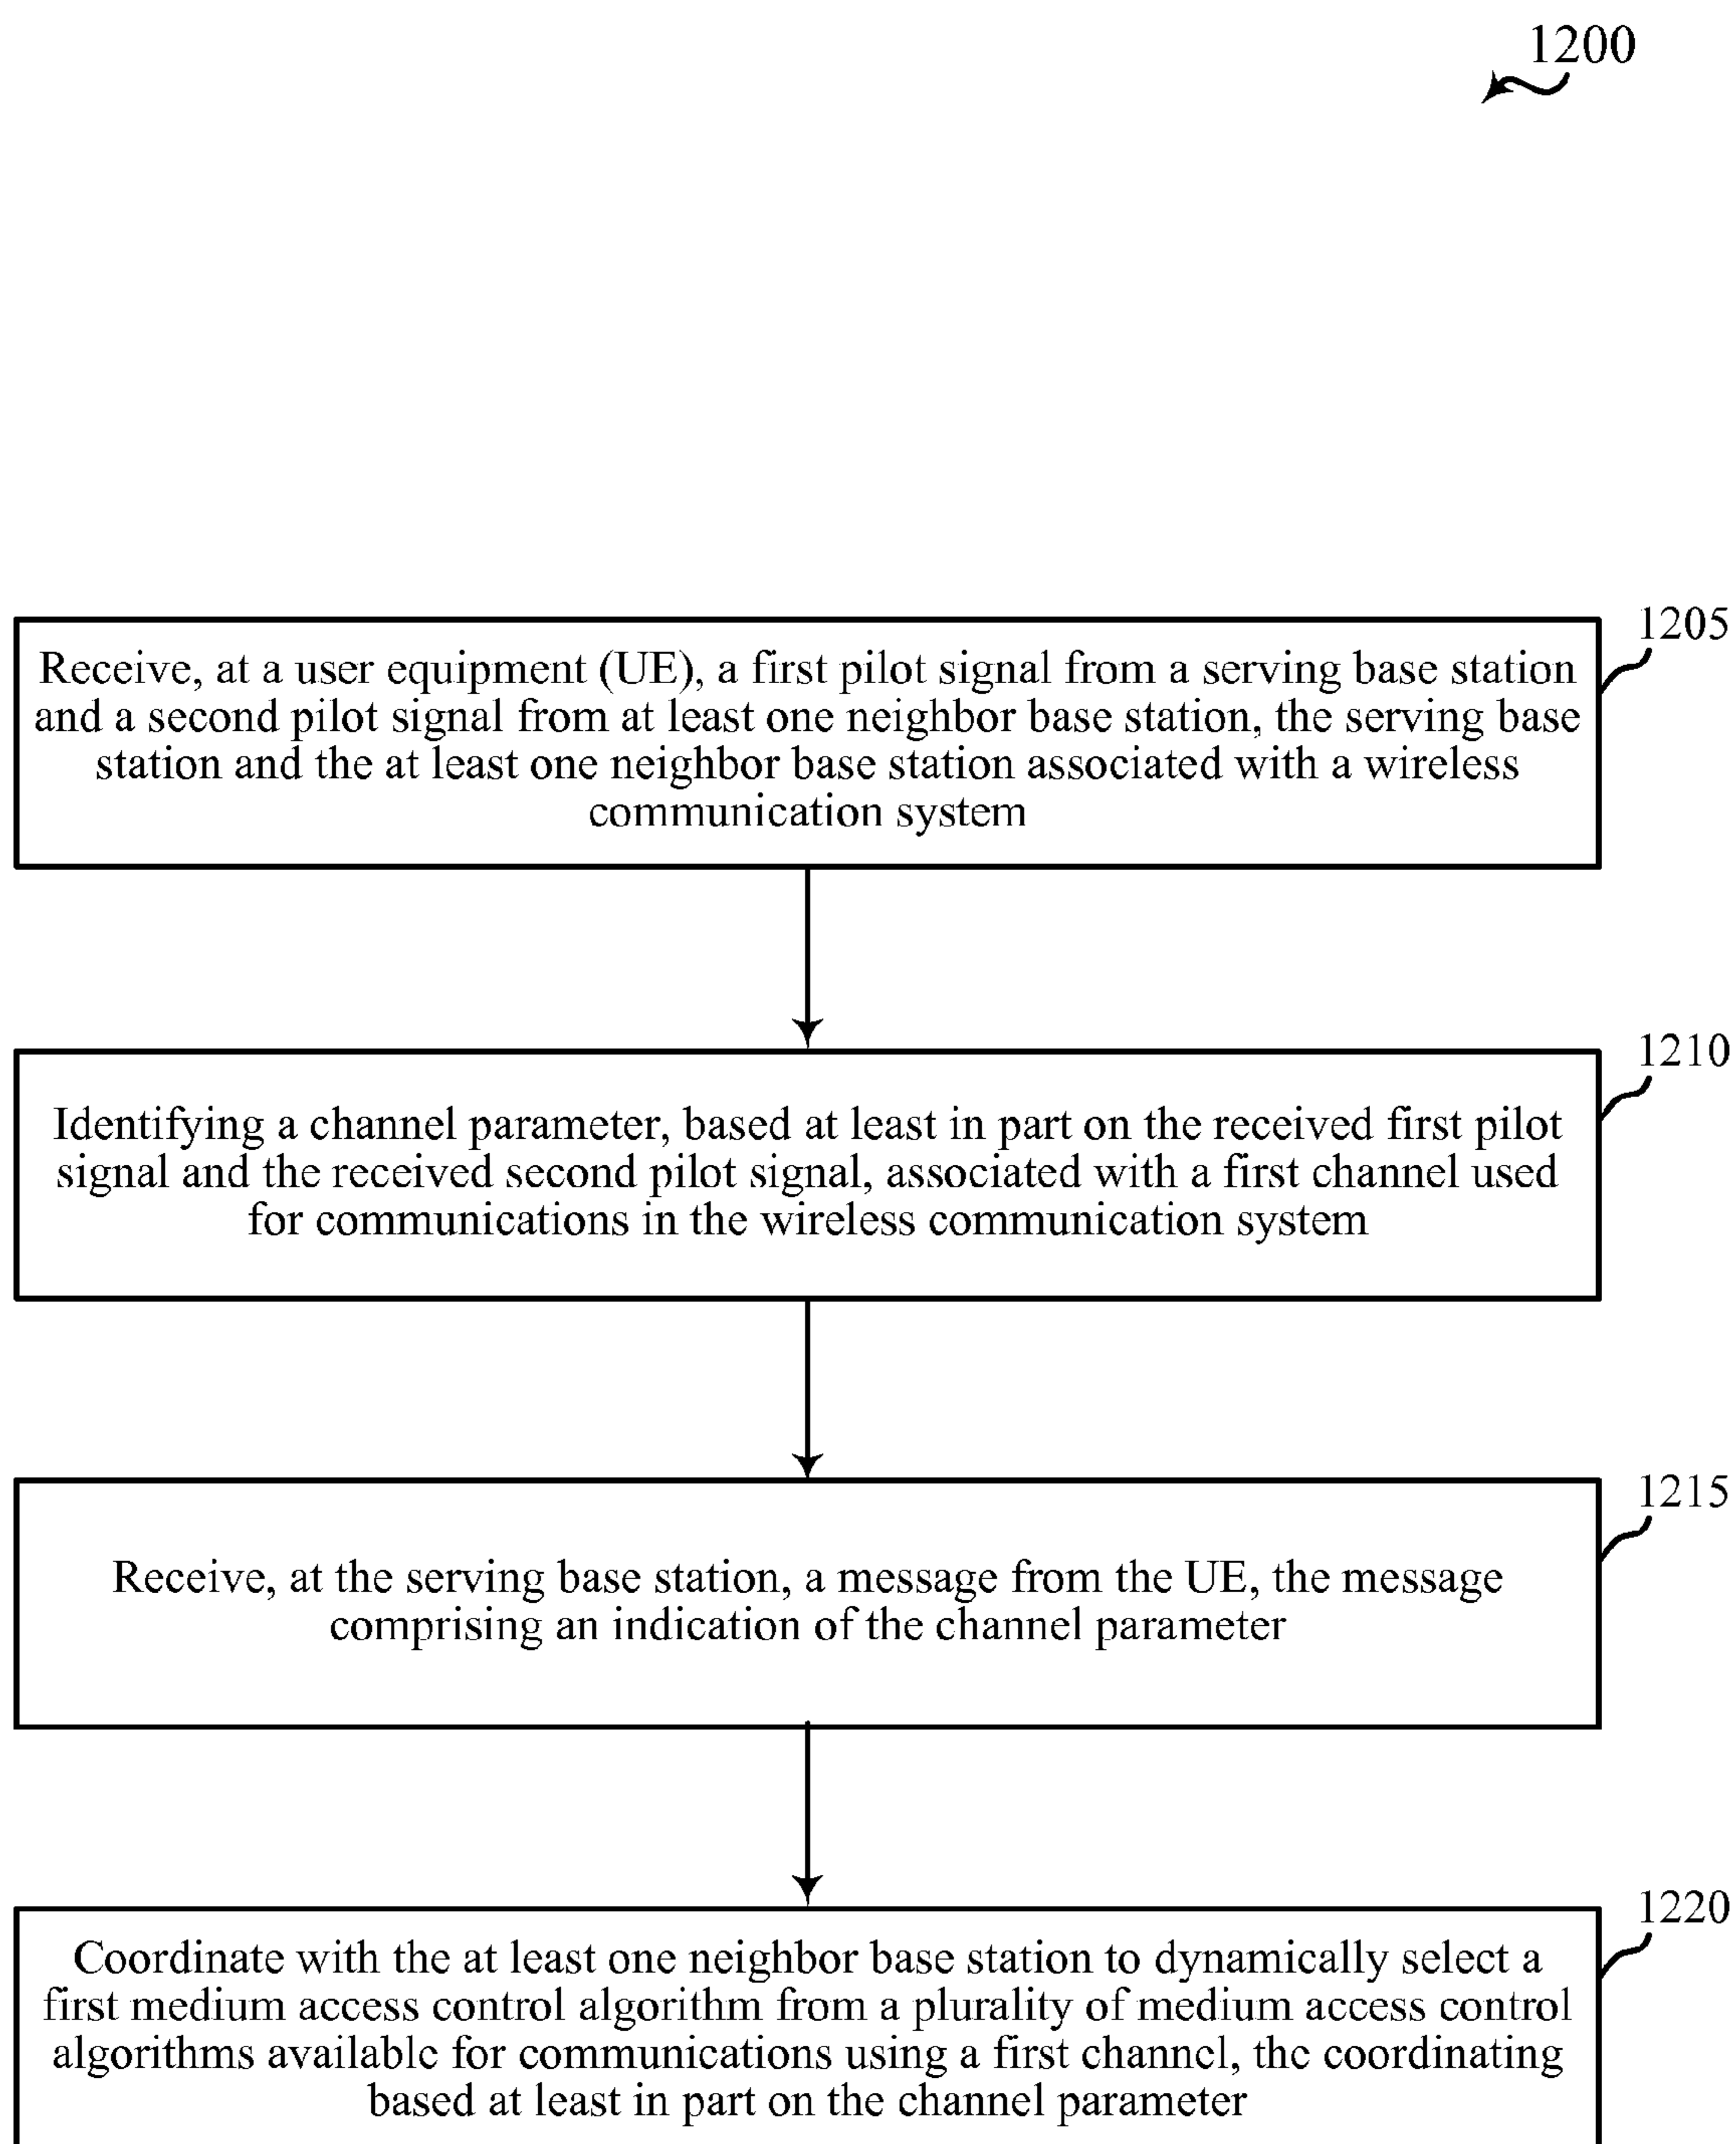 1200
1205
Receive, at a user equipment (UE), a first pilot signal from a serving base station
and a second pilot signal from at least one neighbor base station, the serving base
station and the at least one neighbor base station associated with a wireless
communication system
1210
Identifying a channel parameter, based at least in part on the received first pilot
signal and the received second pilot signal, associated with a first channel used
for communications in the wireless communication system
1215
Receive, at the serving base station, a message from the UE, the message
comprising an indication of the channel parameter
1220
Coordinate with the at least one neighbor base station to dynamically select a
first medium access control algorithm from a plurality of medium access control
algorithms available for communications using a first channel, the coordinating
based at least in part on the channel parameter